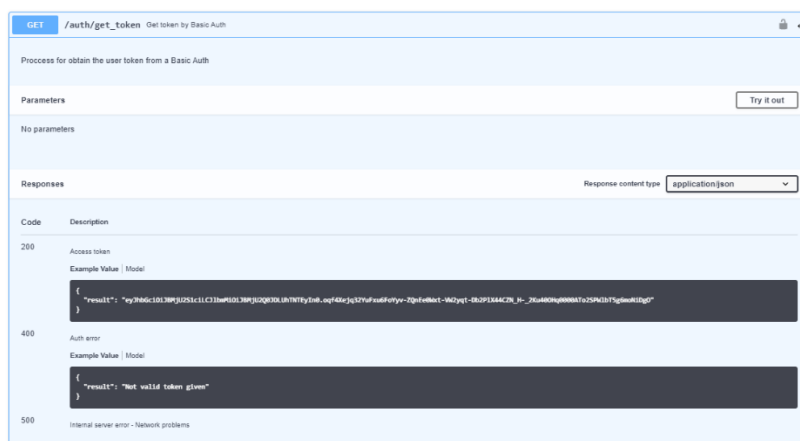 GET /auth/get_token Get token by Basic Auth
Proccess for obtain the user token from a Basic Auth
Parameters Try it out
No parameters
Responses Response content type application/json
Code Description
200 Access token
Example Value Model
{
"result":
}
400 Auth error
Example Value Model
{
"result": "Not valid token given"
}
500 Internal server error - Network problems